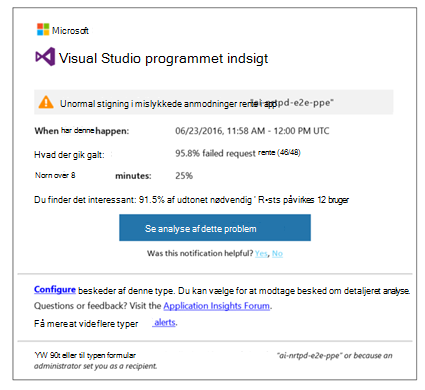 Microsoft
Visual Studio programmet indsigt
Unormal stigning i mislykkede anmodninger rente i app "ai-nrtpd-e2e-ppe"
When har denne happen: 06/23/2016, 11:58 AM - 12:00 PM UTC
Hvad der gik galt: 95.8% failed request rente (46/48)
Norn over 8 minutes: 25%
Du finder det interessant: 91.5% af udtonet nødvendig ' R•sts påvirkes 12 bruger
Se analyse af dette problem
Was this notification helpful? Yes, No
Configure beskeder af denne type. Du kan vælge for at modtage besked om detaljeret analyse.
Questions or feedback? Visit the Application Insights Forum.
Få mere at vide flere typer alerts.
YW 90t eller til typen formular "ai-nrtpd-e2e-ppe" or because an
administrator set you as a recipient.